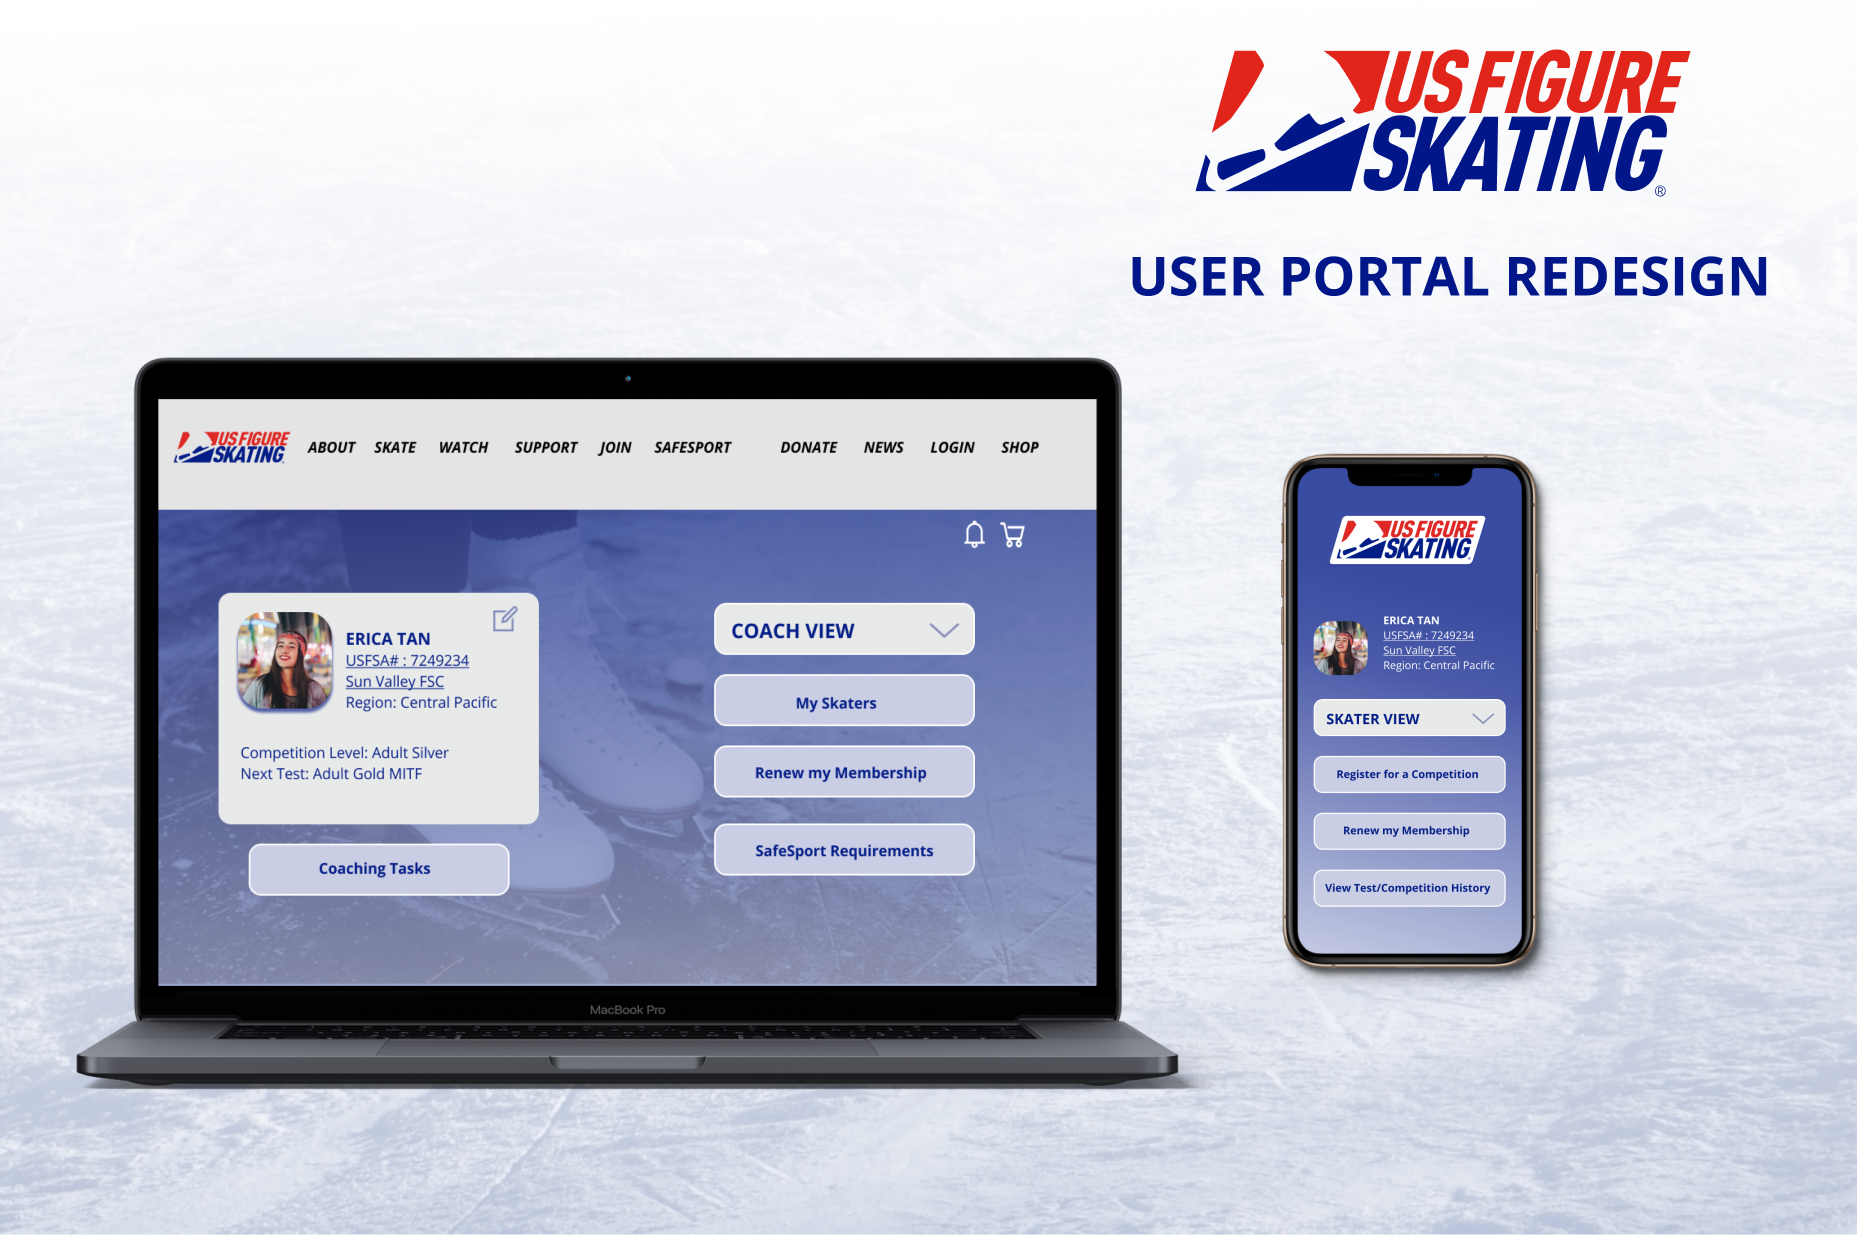 US FIGURE
SKATING®
USER PORTAL REDESIGN
US FIGURE
SKATING
ABOUT SKATE WATCH SUPPORT JOIN SAFESPORT DONATE NEWS LOGIN SHOP
ERICA TAN
USFSA# : 7249234
Sun Valley FSC
Region: Central Pacific
Competition Level: Adult Silver
Next Test: Adult Gold MITF
Coaching Tasks
COACH VIEW
My Skaters
Renew my Membership
SafeSport Requirements
MacBook Pro
US FIGURE
SKATING
ERICA TAN
USFSA# : 7249234
Sun Valley FSC
Region: Central Pacific
SKATER VIEW
Register for a Competition
Renew my Membership
View Test/Competition History